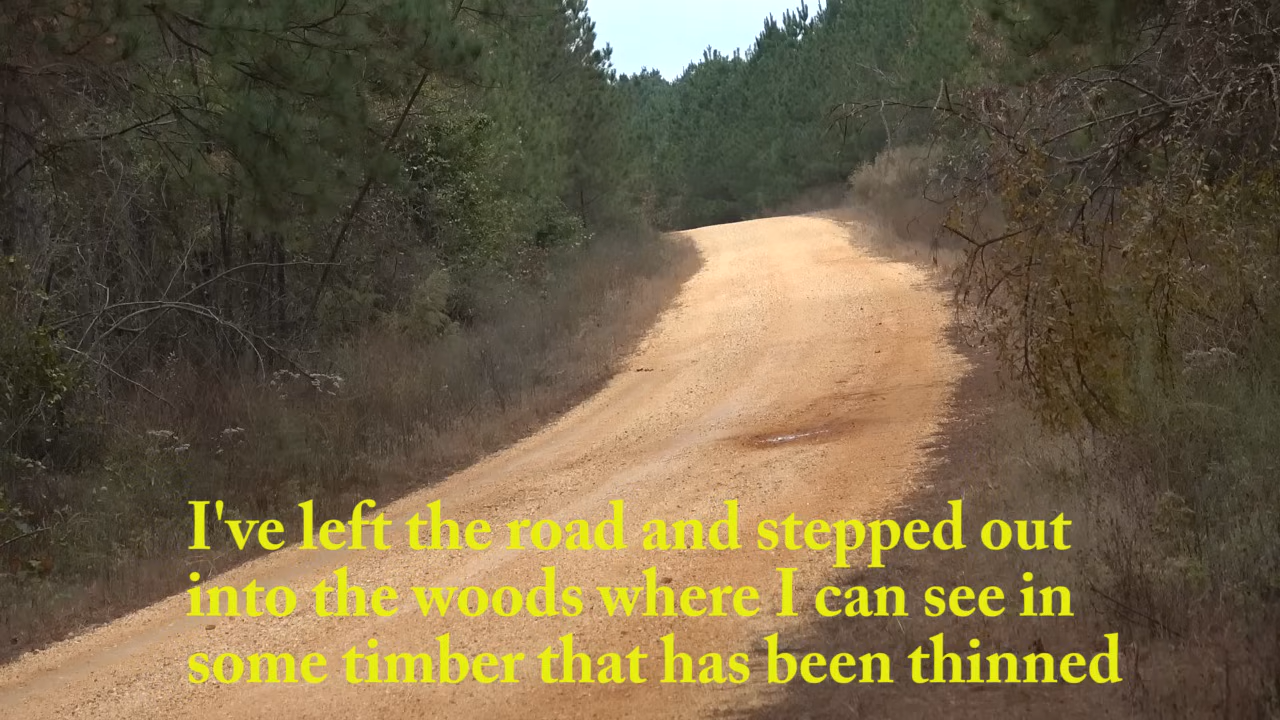 I've left the road and stepped out
into the woods where I can see in
some timber that has been thinned